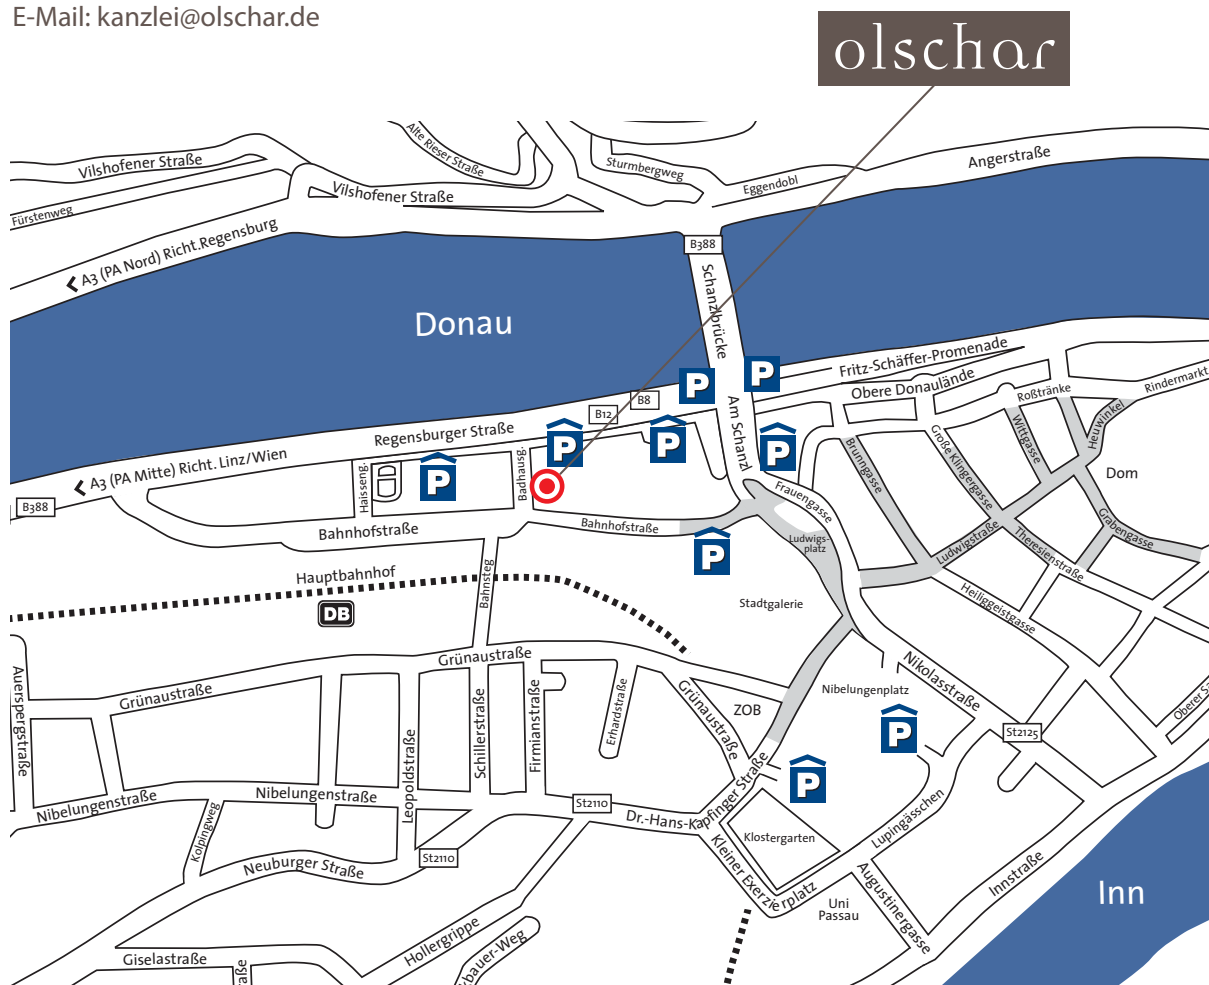 E-Mail: kanzlei@olschar.de
olschar
Vilshofener Straße
Alte Rieser Straße
Sturmbergweg
Eggendobl
Angerstraße
Fürstenweg
Vilshofener Straße
A3 (PA Nord) Richt.Regensburg
B388
Schanzlbrücke
Donau
Fritz-Schäffer-Promenade
Obere Donaulände
Roßtränke
Rindermarkt
P
P
B8
B12
Am Schanzl
Regensburger Straße
Heuwinkel
Wittgasse
Große Klingergasse
Brunngasse
P
P
P
P
A3 (PA Mitte) Richt. Linz/Wien
Haisseng.
Badhausg.
Dom
B388
Frauengasse
Bahnhofstraße
Bahnhofstraße
Ludwigs-
platz
Ludwigstraße
Theresienstraße
Grabengasse
P
Hauptbahnhof
DB
Bahnsteg
Stadtgalerie
Heiliggeistgasse
Grünaustraße
Grünaustraße
Grünaustraße
Nikolastraße
Nibelungenplatz
Auerspergstraße
Erhardstraße
ZOB
P
St2125
Schillerstraße
Firmianstraße
Leopoldstraße
P
Nibelungenstraße
Nibelungenstraße
St2110
Dr.-Hans-Kapfinger Straße
Kolpingweg
Klostergarten
Lupingässchen
St2110
Neuburger Straße
Kleiner Exerzierplatz
Augustinergasse
Innstraße
Inn
Uni
Passau
Hollergrippe
Giselastraße